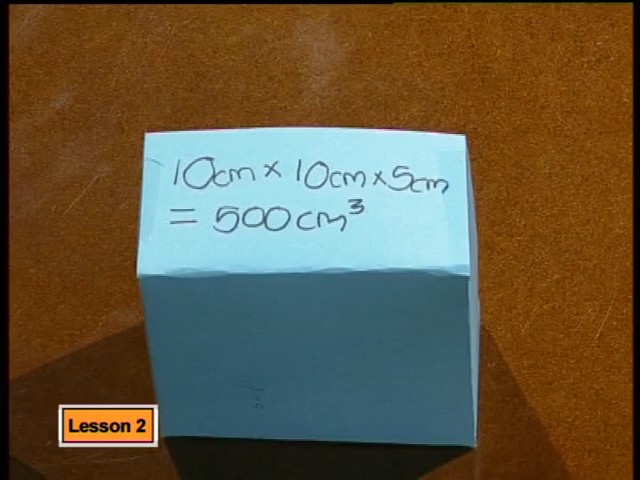 10cm × 10cm × 5cm
= 500cm³
Lesson 2